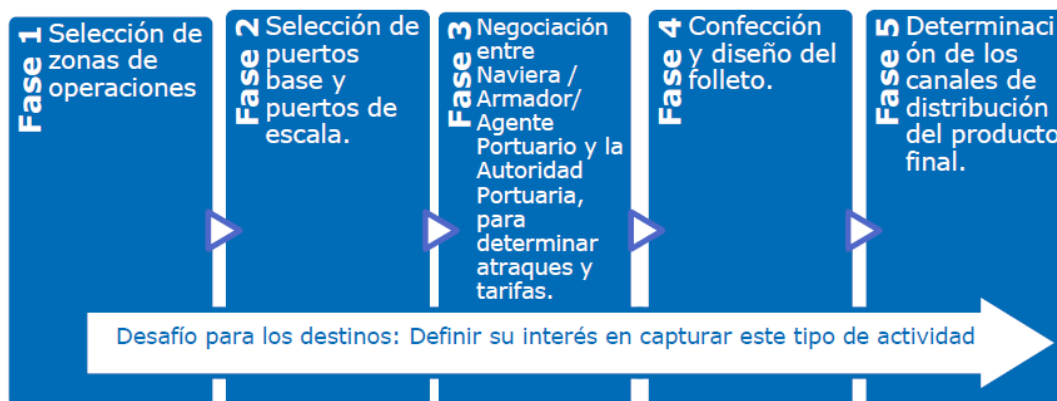 Fase 1
Selección de
zonas de
operaciones
Fase 2
Selección de
puertos
base y
puertos de
escala.
Fase 3
Negociación
entre
Naviera /
Armador/
Agente
Portuario y la
Autoridad
Portuaria,
para
determinar
atraques y
tarifas.
Fase 4
Confección
y diseño del
folleto.
Fase 5
Determinaci
ón de los
canales de
distribución
del producto
final.
Desafío para los destinos: Definir su interés en capturar este tipo de actividad